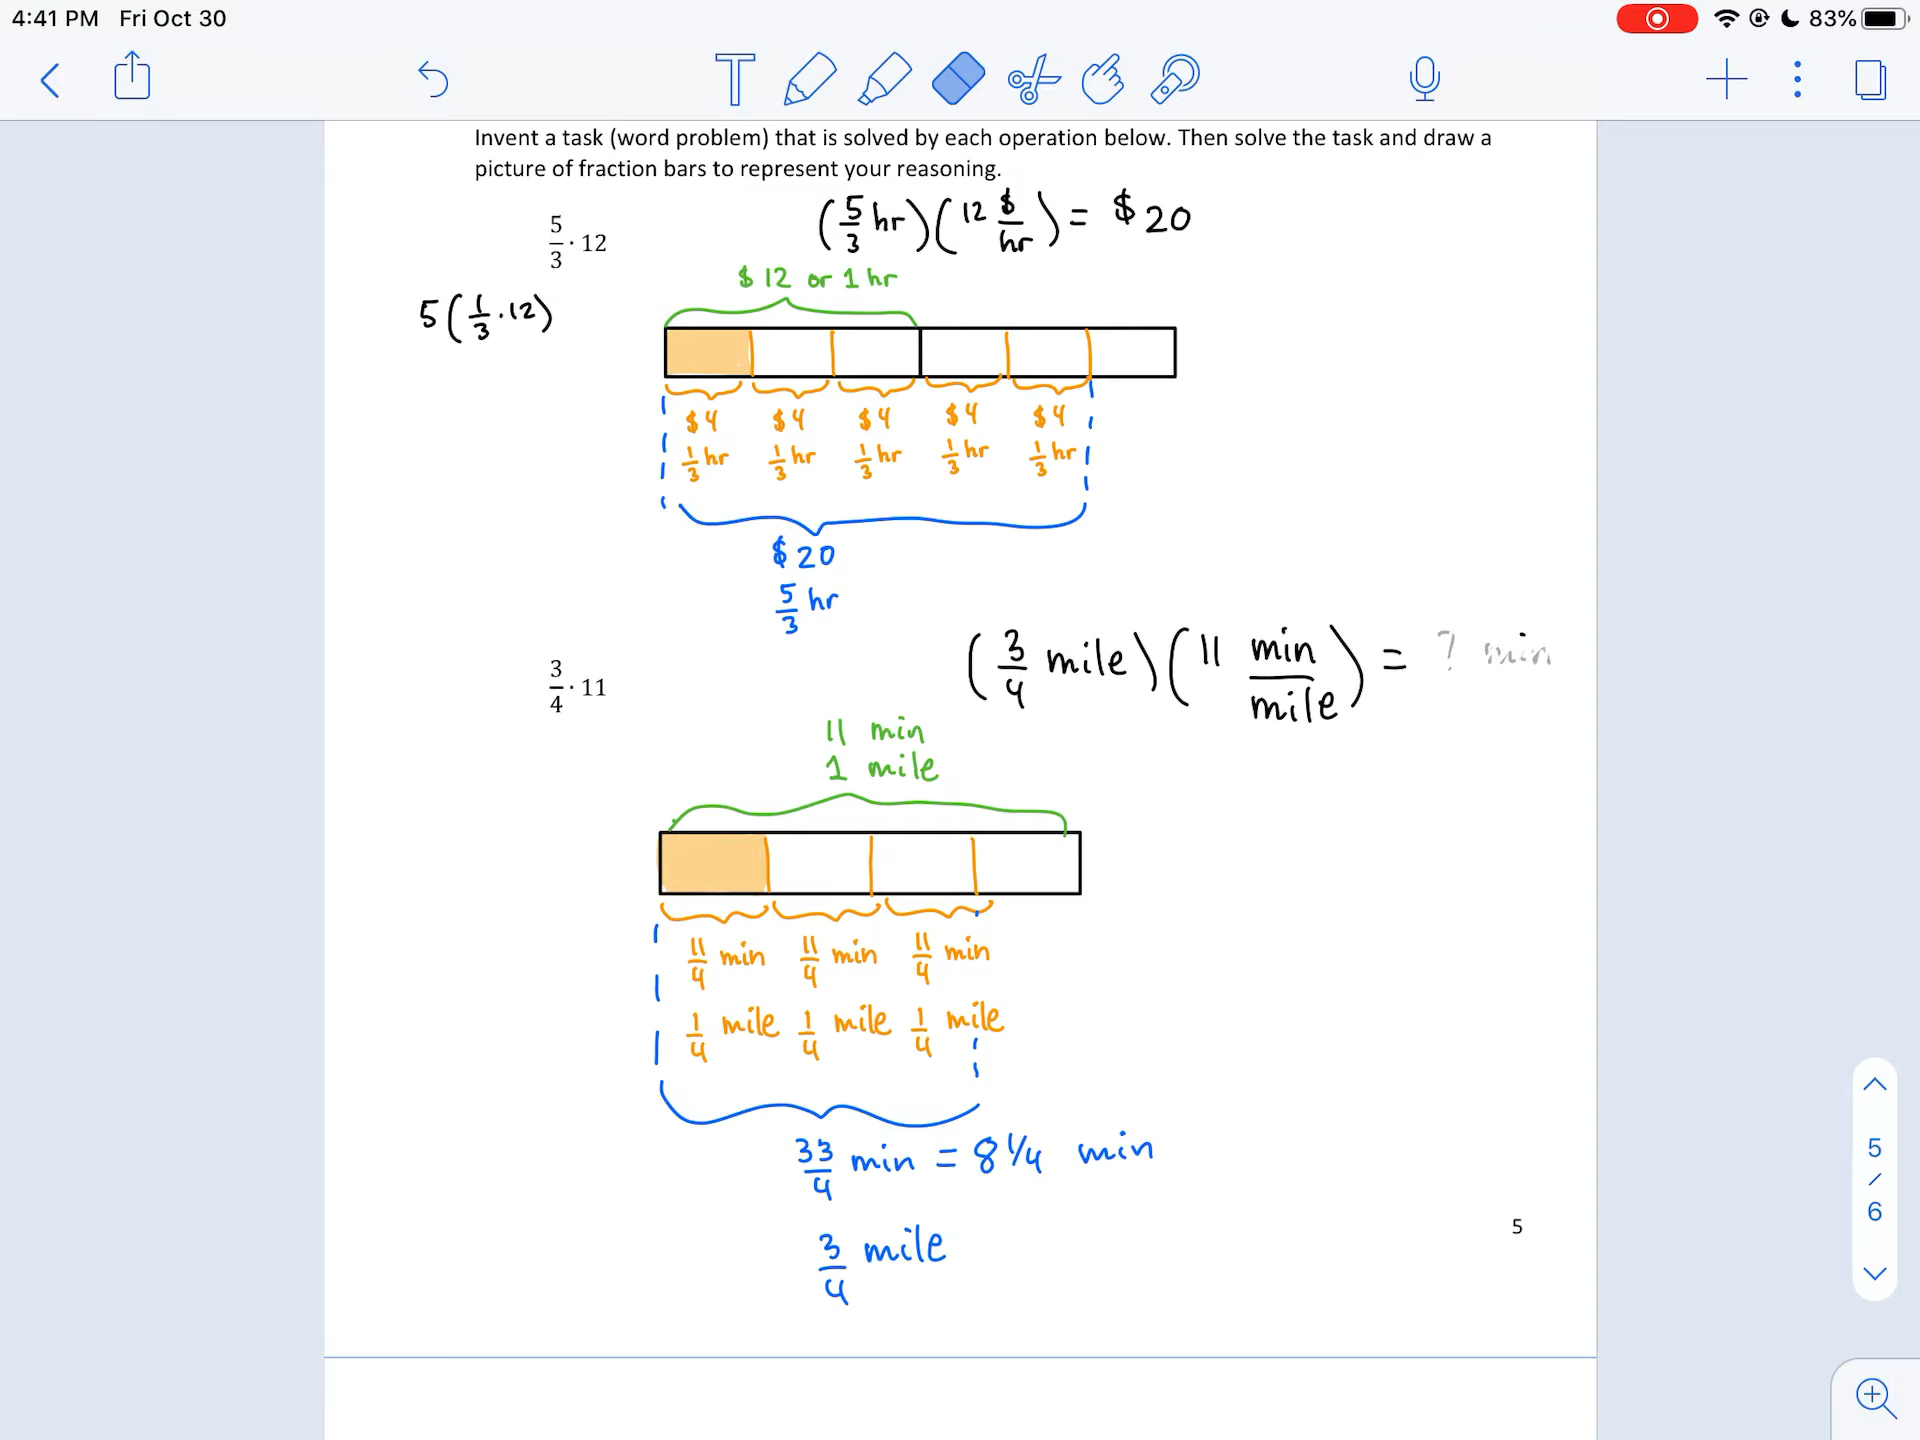 4:41 PM Fri Oct 30
83%
Invent a task (word problem) that is solved by each operation below. Then solve the task and draw a
picture of fraction bars to represent your reasoning.
5/3 · 12
(5/3 hr)(12 $/hr) = $20
$12 or 1 hr
5(1/3 · 12)
$4 $4 $4 $4 $4
1/3 hr 1/3 hr 1/3 hr 1/3 hr 1/3 hr
$20
5/3 hr
3/4 · 11
(3/4 mile)(11 min/mile) = ? min
11 min
1 mile
11/4 min 11/4 min 11/4 min
1/4 mile 1/4 mile 1/4 mile
33/4 min = 8 1/4 min
3/4 mile
5
5
/
6